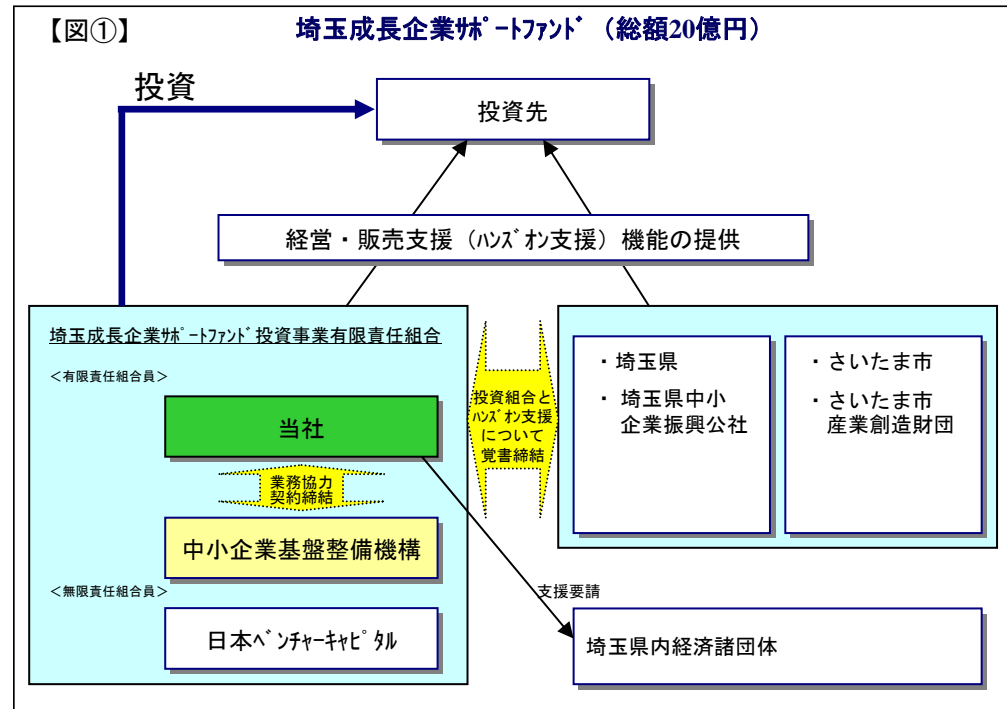 【図①】
埼玉成長企業ｻﾎﾟｰﾄﾌｧﾝﾄﾞ（総額20億円）
投資
投資先
経営・販売支援（ﾊﾝｽﾞｵﾝ支援）機能の提供
埼玉成長企業ｻﾎﾟｰﾄﾌｧﾝﾄﾞ投資事業有限責任組合
＜有限責任組合員＞
当社
業務協力
契約締結
中小企業基盤整備機構
＜無限責任組合員＞
日本ﾍﾞﾝﾁｬｰｷｬﾋﾟﾀﾙ
投資組合と
ﾊﾝｽﾞｵﾝ支援
について
覚書締結
・埼玉県
・ 埼玉県中小
企業振興公社
・さいたま市
・さいたま市
産業創造財団
支援要請
埼玉県内経済諸団体